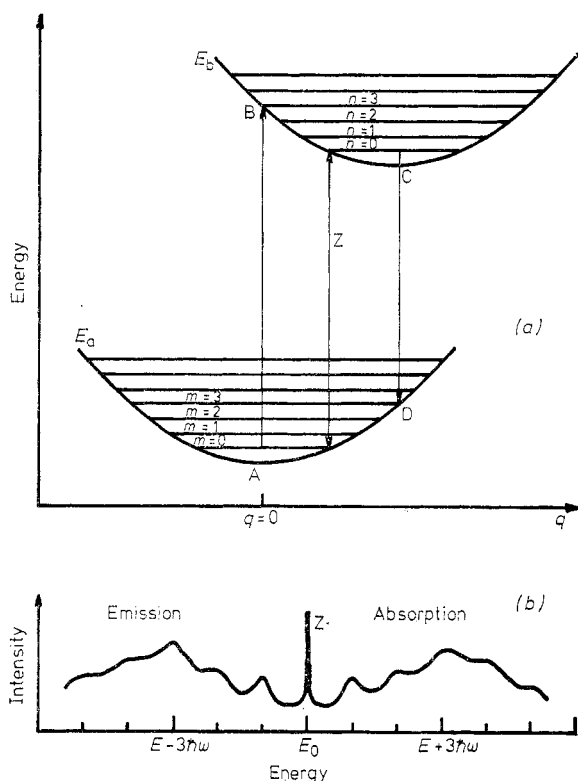 E_b
B
n=3
n=2
n=1
n=0
C
Z
(a)
Energy
E_a
m=3
m=2
m=1
m=0
D
A
q=0
q
(b)
Emission
Absorption
Z
Intensity
E-3ħω
E_0
E+3ħω
Energy